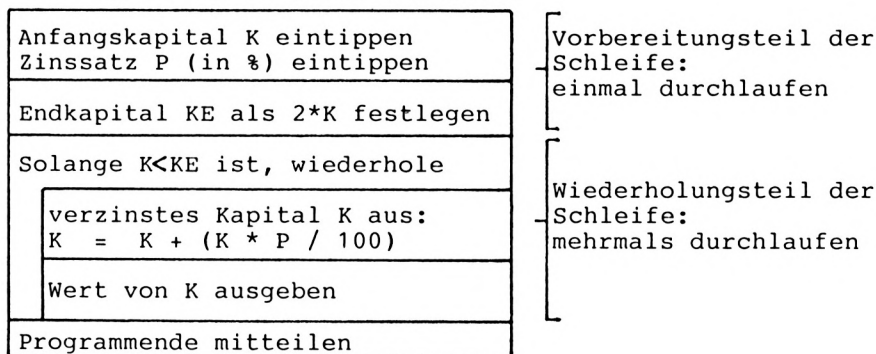 Anfangskapital K eintippen
Zinssatz P (in %) eintippen
Endkapital KE als 2*K festlegen
Solange K<KE ist, wiederhole
verzinstes Kapital K aus:
K = K + (K * P / 100)
Wert von K ausgeben
Programmende mitteilen
Vorbereitungsteil der
Schleife:
einmal durchlaufen
Wiederholungsteil der
Schleife:
mehrmals durchlaufen